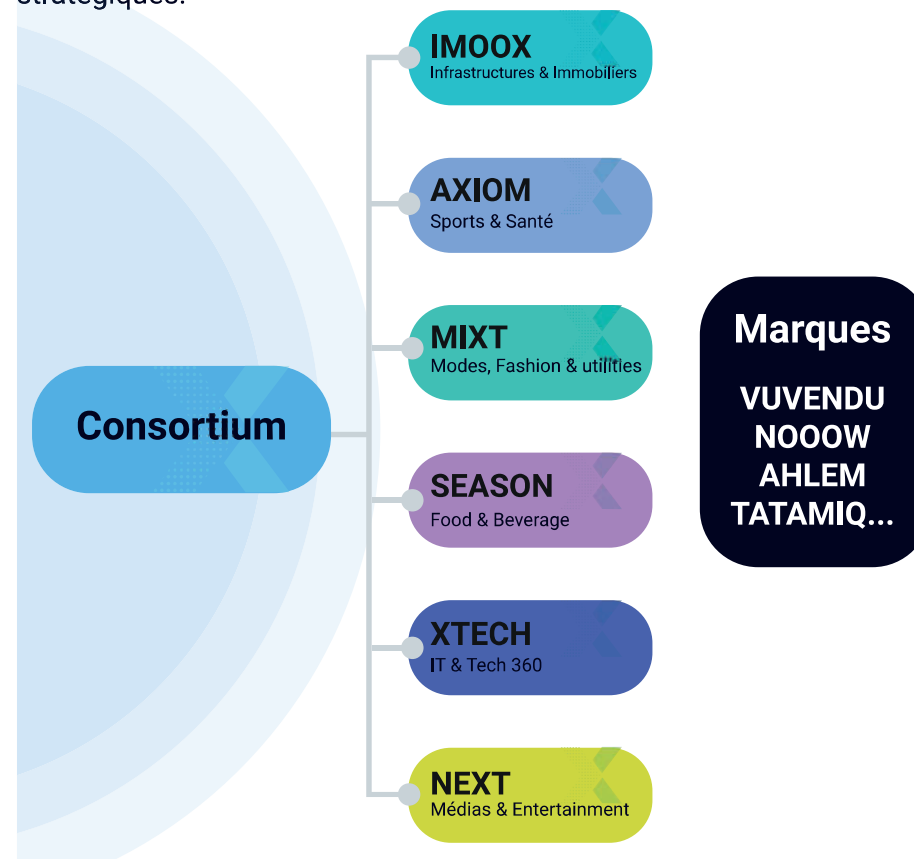 stratégiques.
IMOOX
Infrastructures & Immobiliers
AXIOM
Sports & Santé
MIXT
Modes, Fashion & utilities
Consortium
SEASON
Food & Beverage
XTECH
IT & Tech 360
NEXT
Médias & Entertainment
Marques
VUVENDU
NOOOW
AHLEM
TATAMIQ...